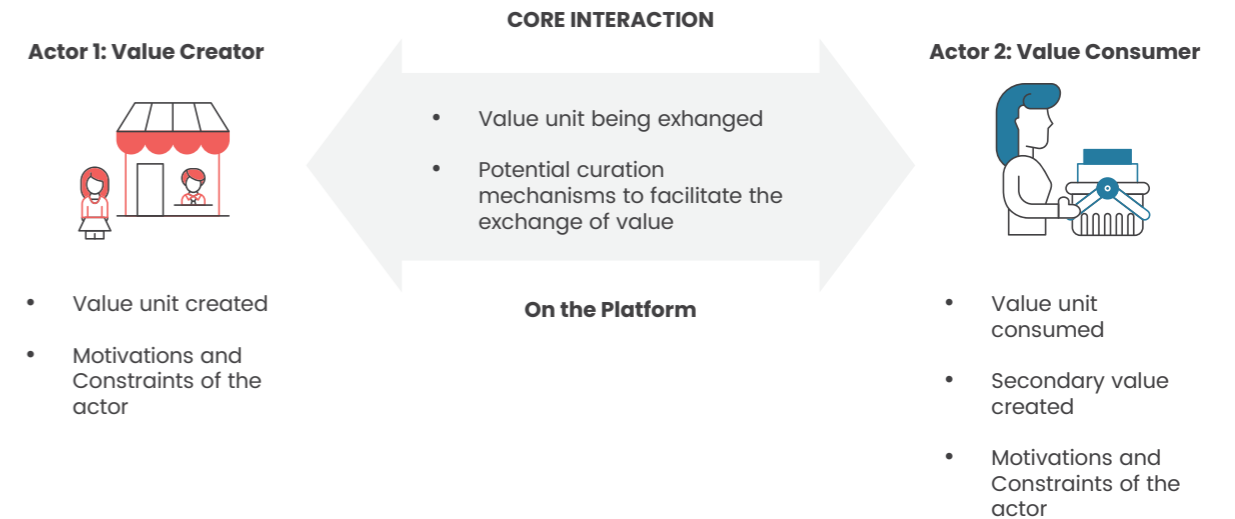 CORE INTERACTION
Actor 1: Value Creator
Actor 2: Value Consumer
• Value unit being exhanged
• Potential curation
mechanisms to facilitate the
exchange of value
On the Platform
• Value unit created
• Motivations and
Constraints of the
actor
• Value unit
consumed
• Secondary value
created
• Motivations and
Constraints of the
actor